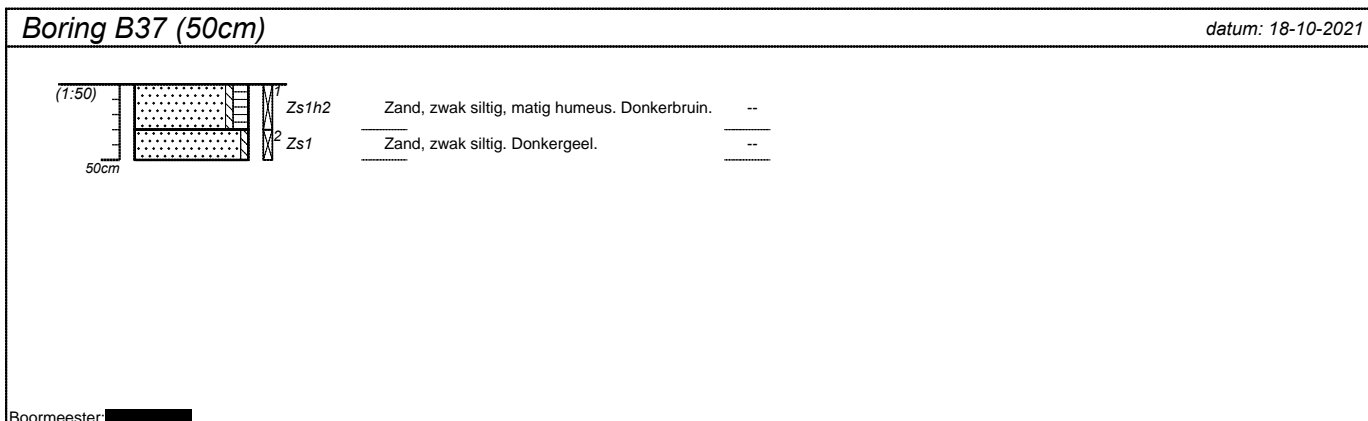 Boring B37 (50cm) datum: 18-10-2021
(1:50) 1 Zs1h2 Zand, zwak siltig, matig humeus. Donkerbruin. --
2 Zs1 Zand, zwak siltig. Donkergeel. --
50cm
Boormeester: